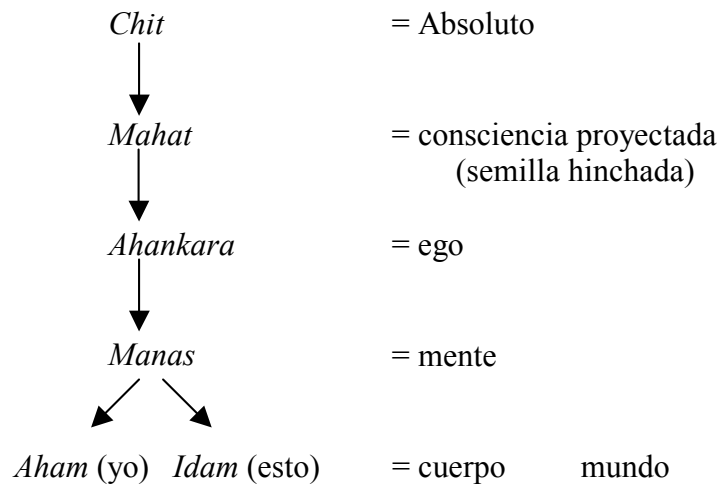 Chit = Absoluto
Mahat = consciencia proyectada
(semilla hinchada)
Ahankara = ego
Manas = mente
Aham (yo) Idam (esto) = cuerpo mundo